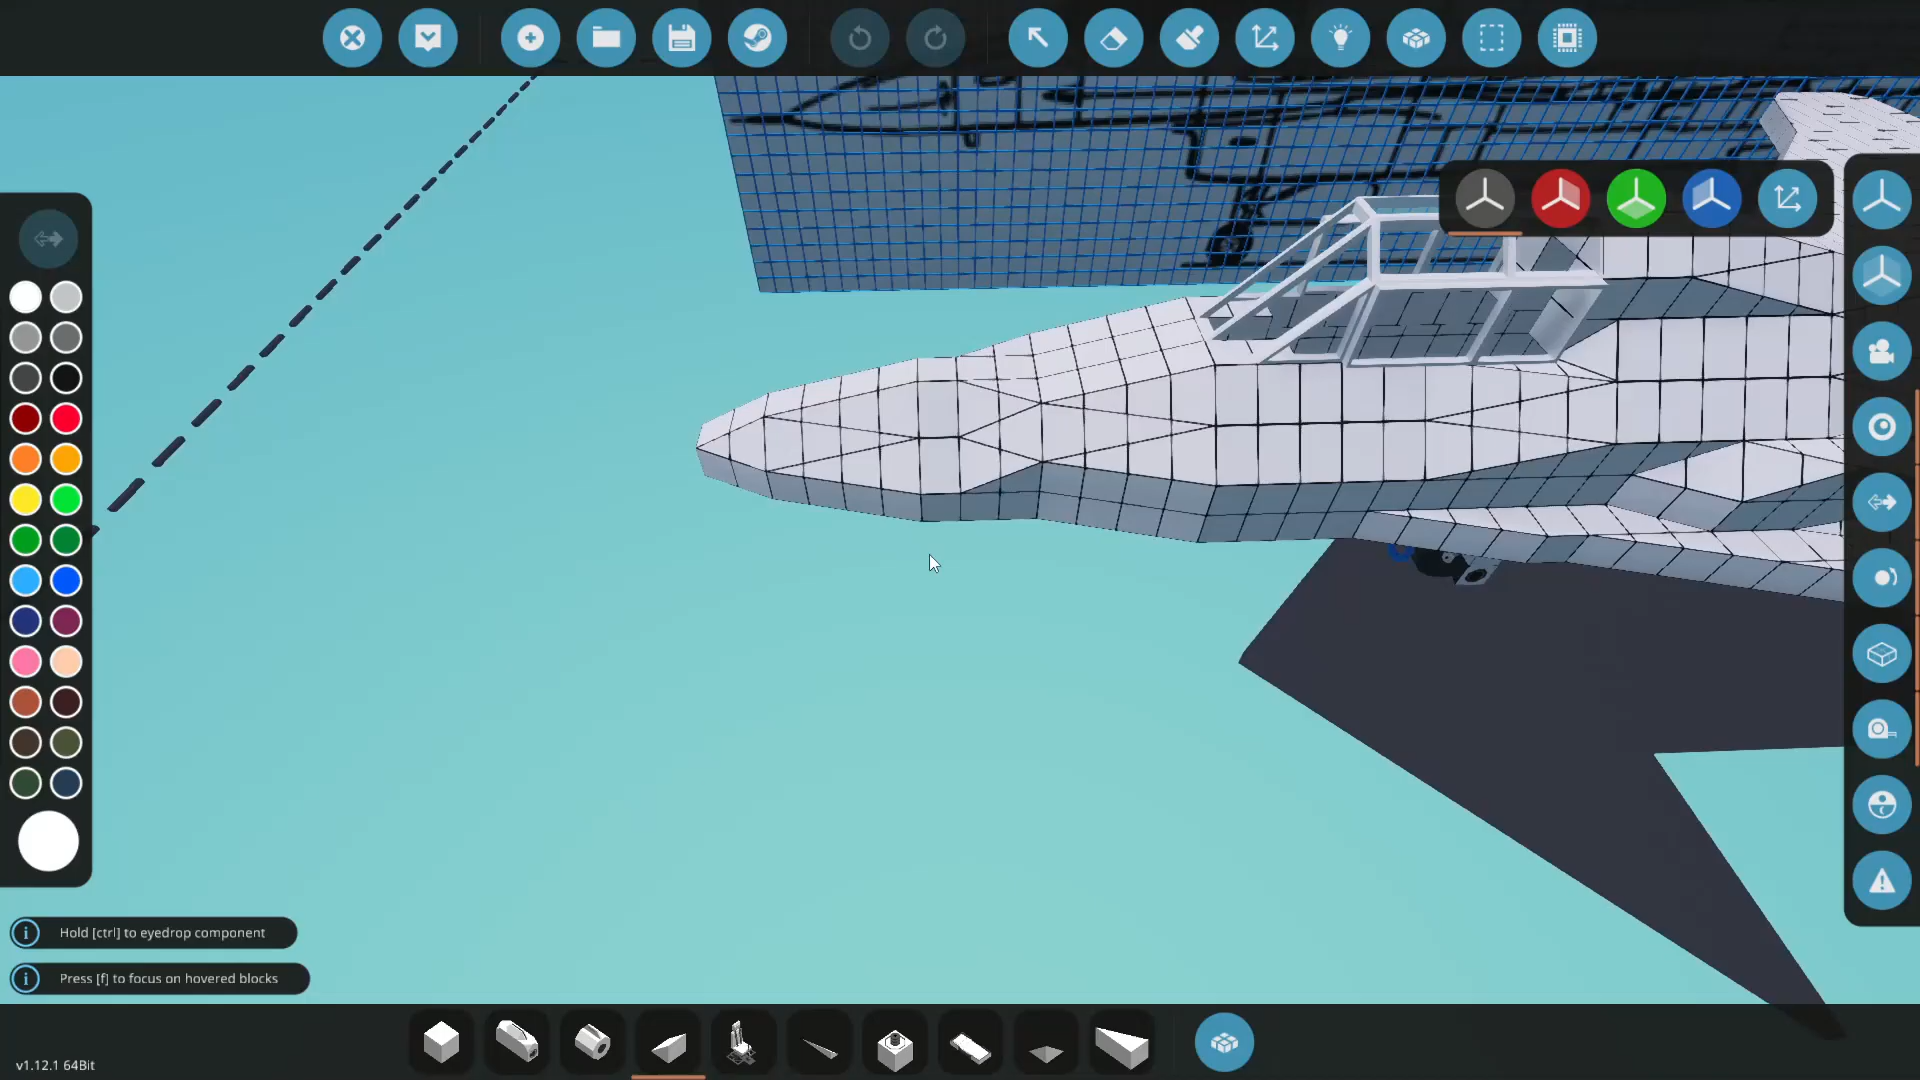 Hold [ctrl] to eyedrop component
Press [f] to focus on hovered blocks
v1.12.1 64Bit